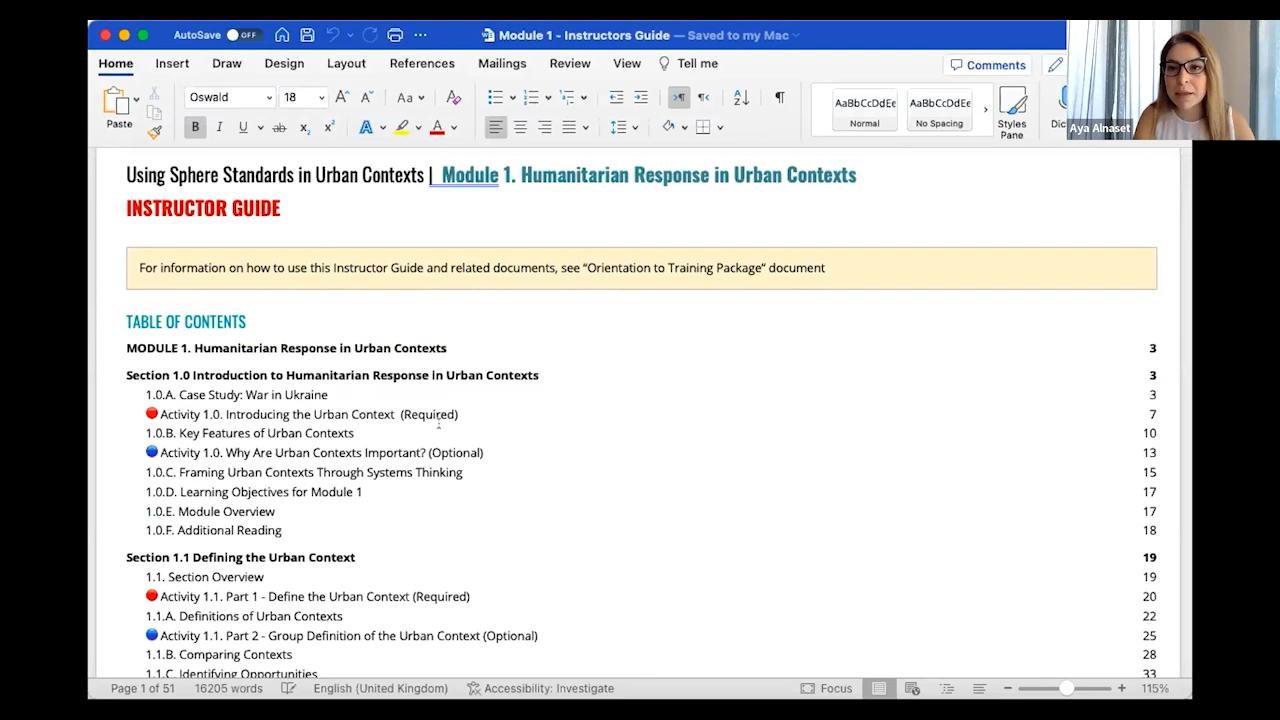 AutoSave OFF Module 1 - Instructors Guide — Saved to my Mac
Home Insert Draw Design Layout References Mailings Review View Tell me Comments
Paste Oswald 18 Aa AaBbCcDdEe AaBbCcDdEe Styles
B I U ab x₂ x² A A Normal No Spacing Pane Dic
Aya Alnaset
Using Sphere Standards in Urban Contexts | Module 1. Humanitarian Response in Urban Contexts
INSTRUCTOR GUIDE
For information on how to use this Instructor Guide and related documents, see “Orientation to Training Package“ document
TABLE OF CONTENTS
MODULE 1. Humanitarian Response in Urban Contexts 3
Section 1.0 Introduction to Humanitarian Response in Urban Contexts 3
1.0.A. Case Study: War in Ukraine 3
Activity 1.0. Introducing the Urban Context (Required) 7
1.0.B. Key Features of Urban Contexts 10
Activity 1.0. Why Are Urban Contexts Important? (Optional) 13
1.0.C. Framing Urban Contexts Through Systems Thinking 15
1.0.D. Learning Objectives for Module 1 17
1.0.E. Module Overview 17
1.0.F. Additional Reading 18
Section 1.1 Defining the Urban Context 19
1.1. Section Overview 19
Activity 1.1. Part 1 - Define the Urban Context (Required) 20
1.1.A. Definitions of Urban Contexts 22
Activity 1.1. Part 2 - Group Definition of the Urban Context (Optional) 25
1.1.B. Comparing Contexts 28
1.1.C. Identifying Opportunities 33
Page 1 of 51 16205 words English (United Kingdom) Accessibility: Investigate Focus 115%